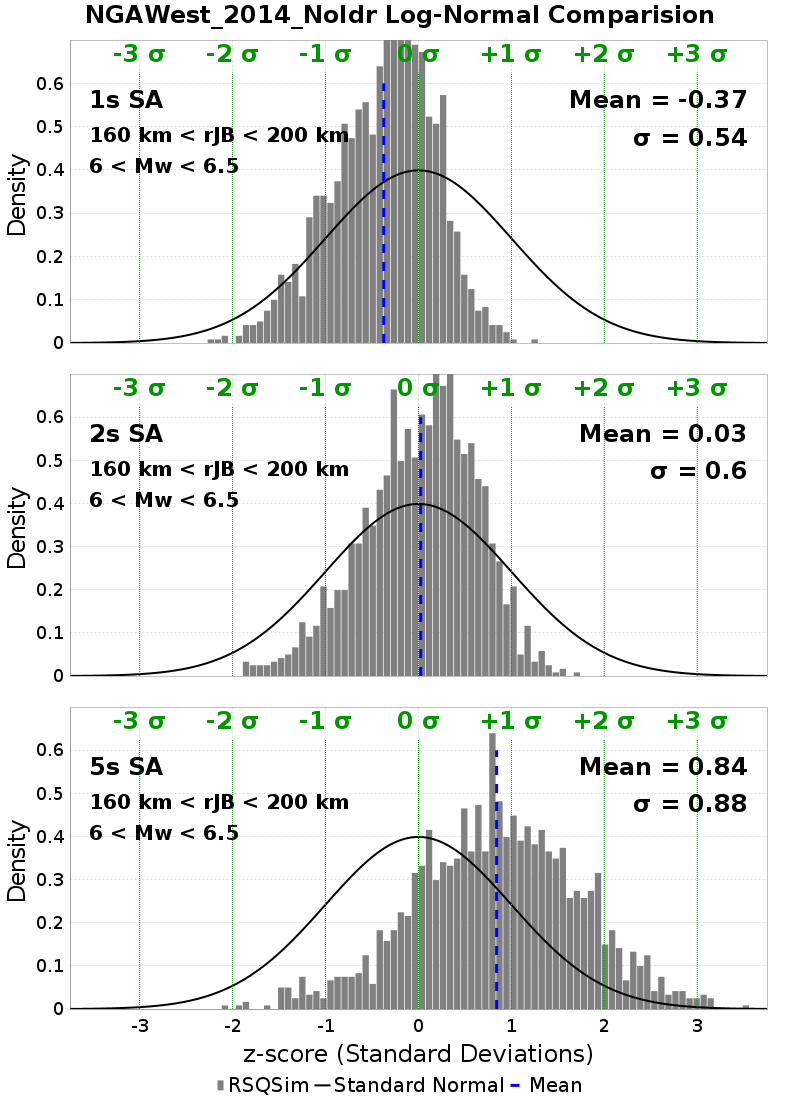 NGAWest_2014_NoIdr Log-Normal Comparision
-3 σ -2 σ -1 σ 0 σ +1 σ +2 σ +3 σ
1s SA
160 km < rJB < 200 km
6 < Mw < 6.5
Mean = -0.37
σ = 0.54
Density
0.6
0.5
0.4
0.3
0.2
0.1
0
-3 σ -2 σ -1 σ 0 σ +1 σ +2 σ +3 σ
2s SA
160 km < rJB < 200 km
6 < Mw < 6.5
Mean = 0.03
σ = 0.6
Density
0.6
0.5
0.4
0.3
0.2
0.1
0
-3 σ -2 σ -1 σ 0 σ +1 σ +2 σ +3 σ
5s SA
160 km < rJB < 200 km
6 < Mw < 6.5
Mean = 0.84
σ = 0.88
Density
0.6
0.5
0.4
0.3
0.2
0.1
0
-3 -2 -1 0 1 2 3
z-score (Standard Deviations)
RSQSim Standard Normal Mean